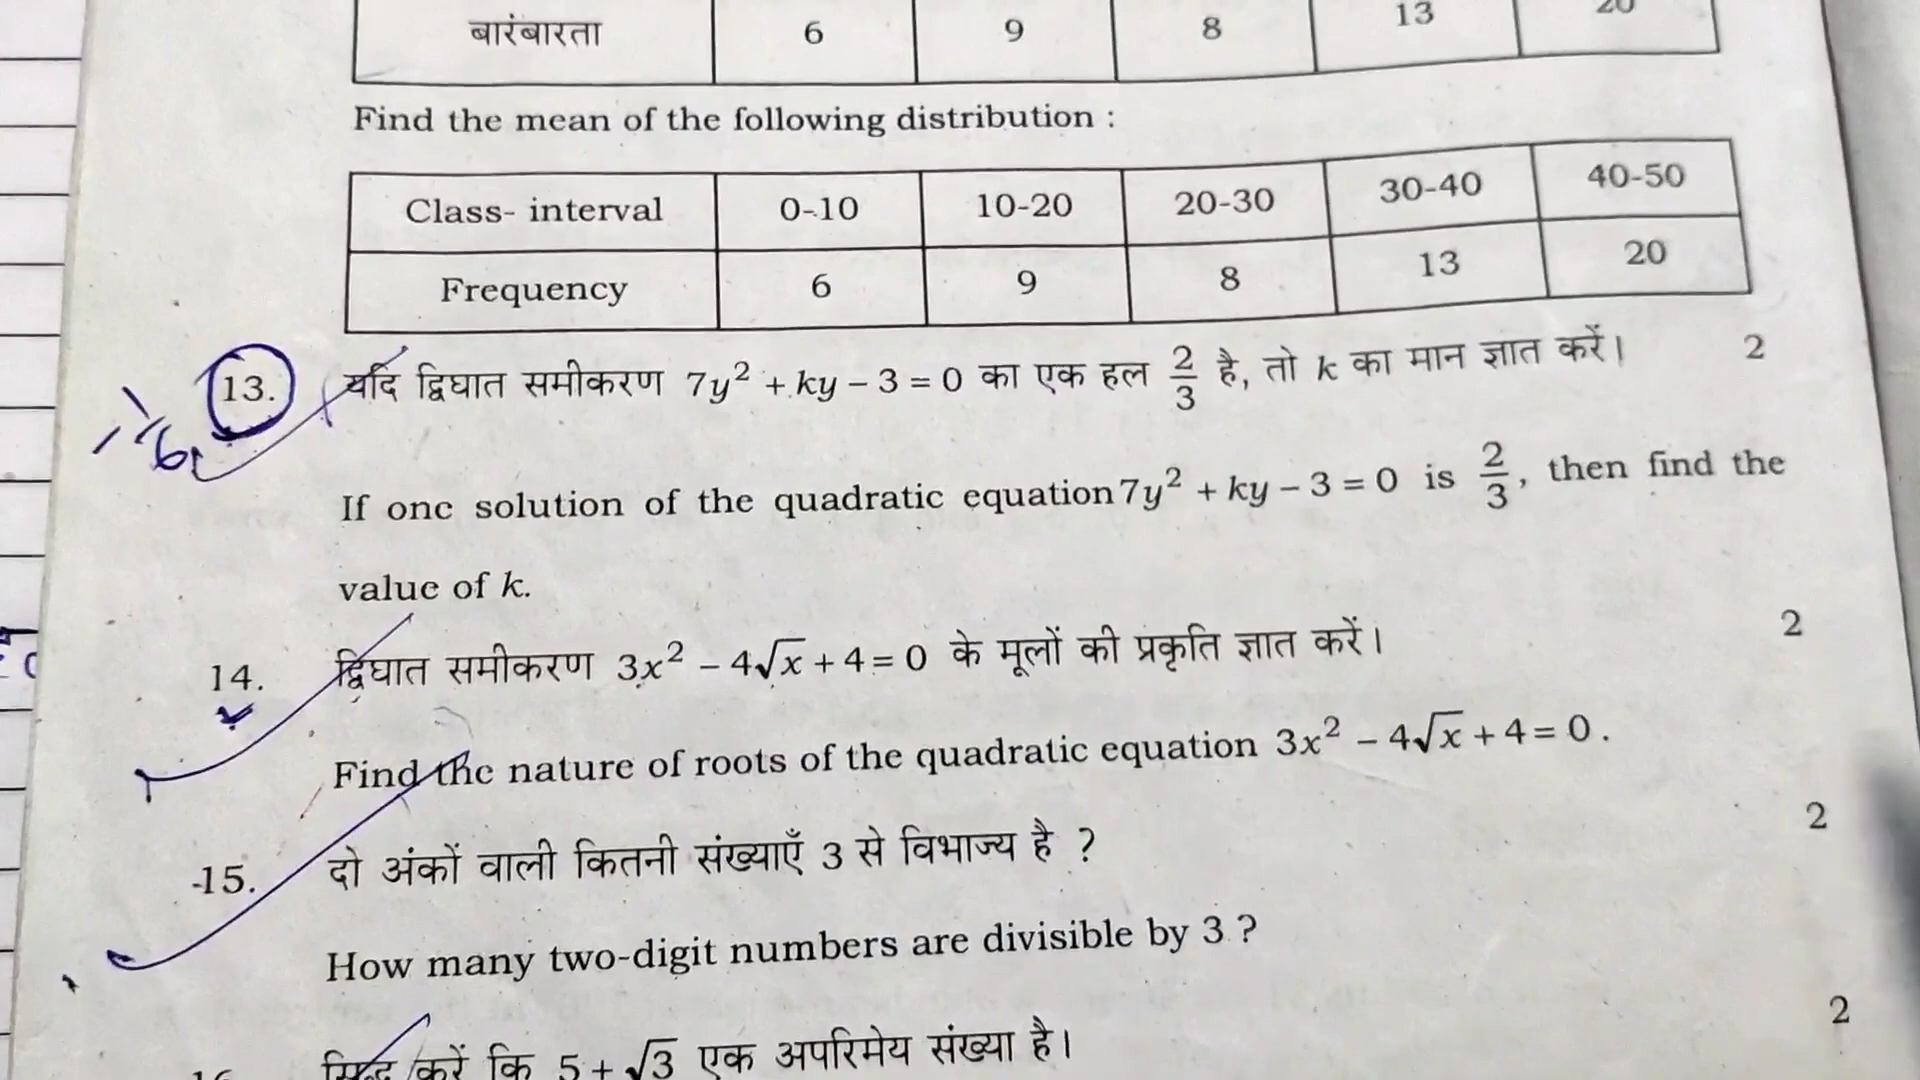 बारंबारता 6 9 8 13 20
Find the mean of the following distribution :
Class- interval 0-10 10-20 20-30 30-40 40-50
Frequency 6 9 8 13 20
13. यदि द्विघात समीकरण 7y² + ky – 3 = 0 का एक हल 2/3 है, तो k का मान ज्ञात करें। 2
If one solution of the quadratic equation 7y² + ky – 3 = 0 is 2/3, then find the
value of k.
14. द्विघात समीकरण 3x² – 4√x + 4 = 0 के मूलों की प्रकृति ज्ञात करें। 2
Find the nature of roots of the quadratic equation 3x² – 4√x + 4 = 0.
15. दो अंकों वाली कितनी संख्याएँ 3 से विभाज्य है ? 2
How many two-digit numbers are divisible by 3 ?
16. सिद्ध करें कि 5 + √3 एक अपरिमेय संख्या है। 2